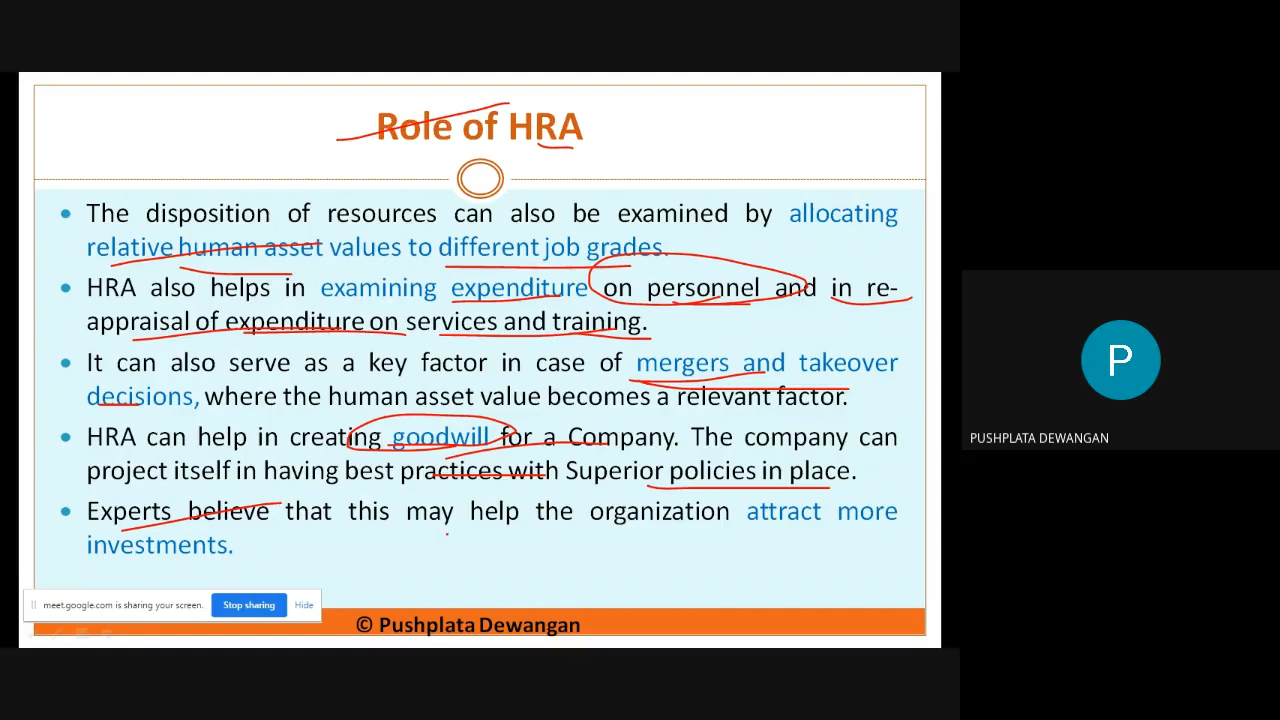 Role of HRA
• The disposition of resources can also be examined by allocating
relative human asset values to different job grades.
• HRA also helps in examining expenditure on personnel and in re-
appraisal of expenditure on services and training.
• It can also serve as a key factor in case of mergers and takeover
decisions, where the human asset value becomes a relevant factor.
• HRA can help in creating goodwill for a Company. The company can
project itself in having best practices with Superior policies in place.
• Experts believe that this may help the organization attract more
investments.
meet.google.com is sharing your screen. Stop sharing Hide
© Pushplata Dewangan
P
PUSHPLATA DEWANGAN